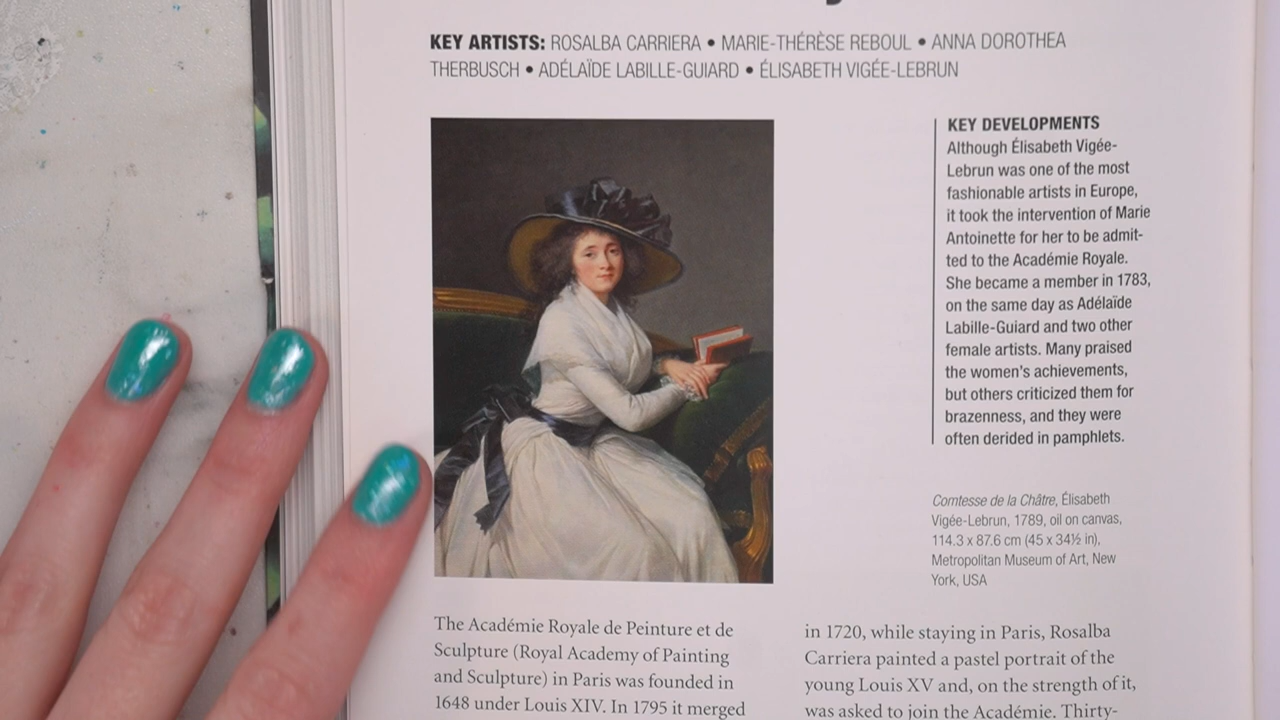 KEY ARTISTS: ROSALBA CARRIERA • MARIE-THÉRÈSE REBOUL • ANNA DOROTHEA
THERBUSCH • ADÉLAÏDE LABILLE-GUIARD • ÉLISABETH VIGÉE-LEBRUN
KEY DEVELOPMENTS
Although Élisabeth Vigée-
Lebrun was one of the most
fashionable artists in Europe,
it took the intervention of Marie
Antoinette for her to be admit-
ted to the Académie Royale.
She became a member in 1783,
on the same day as Adélaïde
Labille-Guiard and two other
female artists. Many praised
the women's achievements,
but others criticized them for
brazenness, and they were
often derided in pamphlets.
Comtesse de la Châtre, Élisabeth
Vigée-Lebrun, 1789, oil on canvas,
114.3 x 87.6 cm (45 x 34½ in),
Metropolitan Museum of Art, New
York, USA
The Académie Royale de Peinture et de
Sculpture (Royal Academy of Painting
and Sculpture) in Paris was founded in
1648 under Louis XIV. In 1795 it merged
in 1720, while staying in Paris, Rosalba
Carriera painted a pastel portrait of the
young Louis XV and, on the strength of it,
was asked to join the Académie. Thirty-